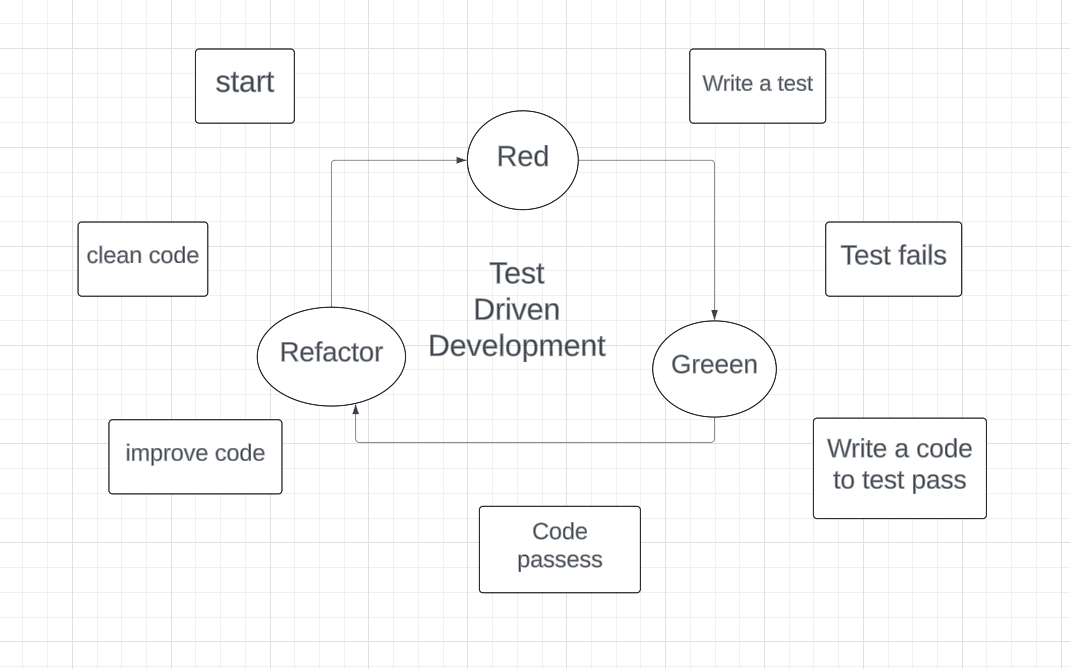 start
Write a test
Red
clean code
Test fails
Test
Driven
Development
Refactor
Greeen
improve code
Write a code
to test pass
Code
passess